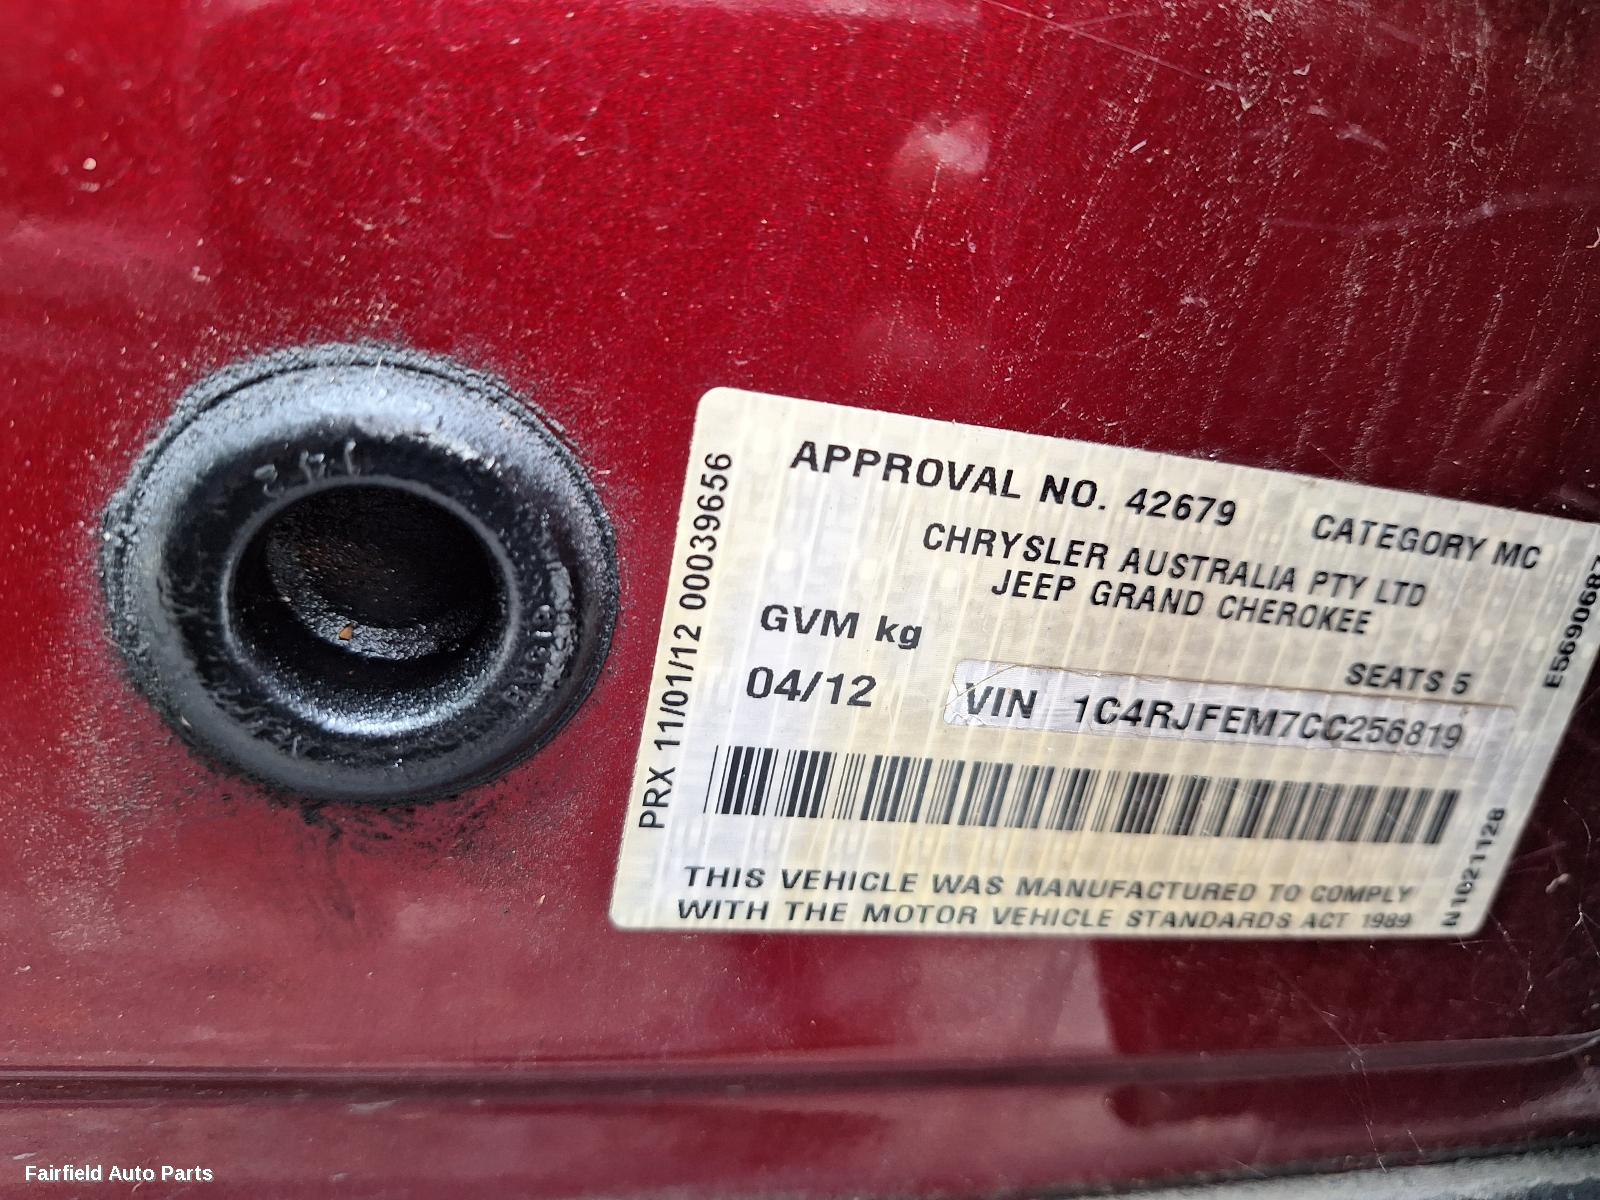 APPROVAL NO. 42679
CATEGORY MC
CHRYSLER AUSTRALIA PTY LTD
JEEP GRAND CHEROKEE
GVM kg
SEATS 5
04/12
VIN 1C4RJFEM7CC256819
THIS VEHICLE WAS MANUFACTURED TO COMPLY
WITH THE MOTOR VEHICLE STANDARDS ACT 1989
PRX 11/01/12 00039656
E5690687
21021128
Fairfield Auto Parts